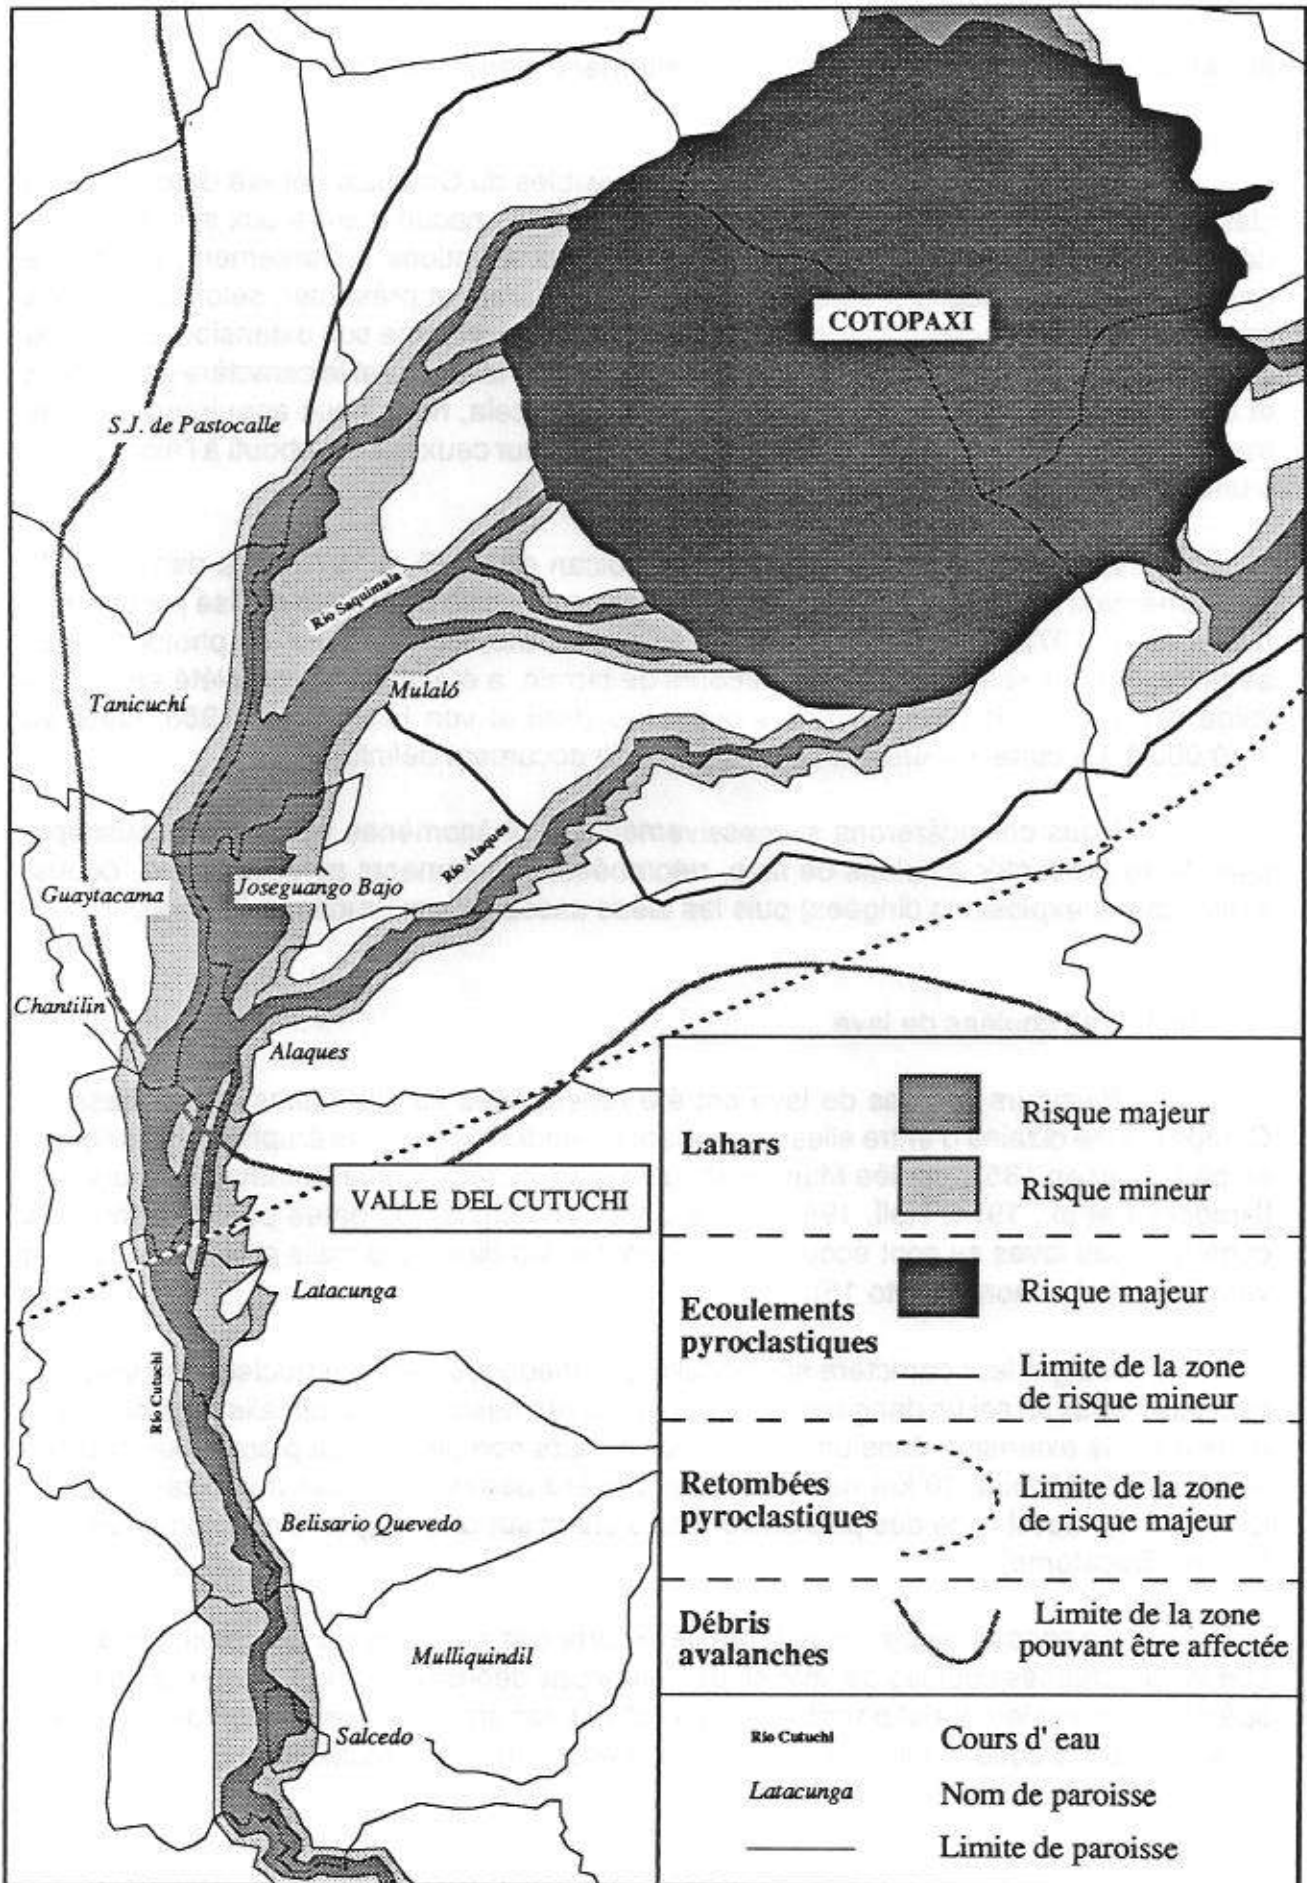 COTOPAXI
S.J. de Pastocalle
Rio Saquimala
Mulaló
Tanicuchí
Rio Alaques
Joseguango Bajo
Guaytacama
Chantilin
Alaques
VALLE DEL CUTUCHI
Latacunga
Rio Cutuchi
Belisario Quevedo
Mulliquindil
Salcedo
Lahars
Risque majeur
Risque mineur
Ecoulements
pyroclastiques
Risque majeur
Limite de la zone
de risque mineur
Retombées
pyroclastiques
Limite de la zone
de risque majeur
Débris
avalanches
Limite de la zone
pouvant être affectée
Rio Cutuchi
Cours d' eau
Latacunga
Nom de paroisse
Limite de paroisse